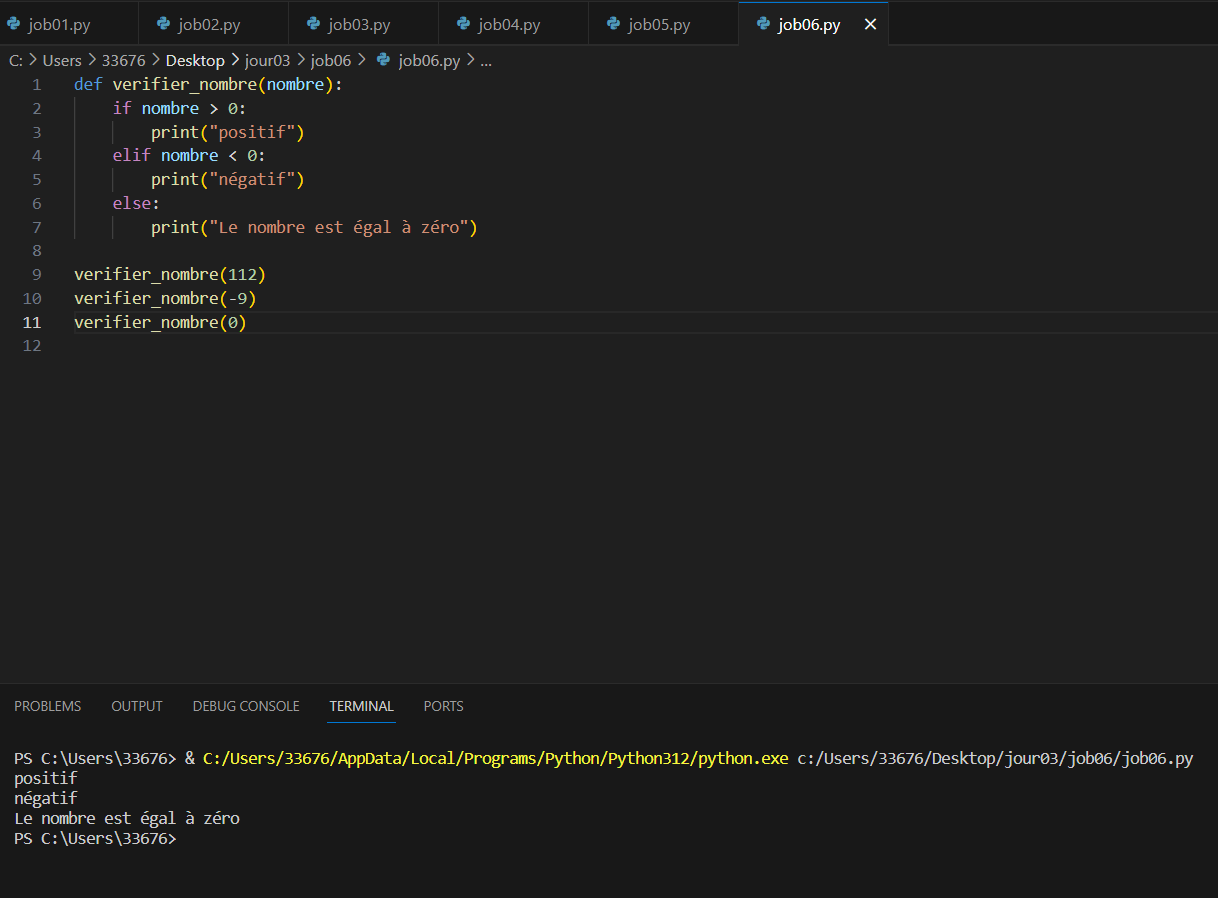 job01.py job02.py job03.py job04.py job05.py job06.py
C: > Users > 33676 > Desktop > jour03 > job06 > job06.py > ...
1 def verifier_nombre(nombre):
2 if nombre > 0:
3 print("positif")
4 elif nombre < 0:
5 print("négatif")
6 else:
7 print("Le nombre est égal à zéro")
8
9 verifier_nombre(112)
10 verifier_nombre(-9)
11 verifier_nombre(0)
12
PROBLEMS OUTPUT DEBUG CONSOLE TERMINAL PORTS
PS C:\Users\33676> & C:/Users/33676/AppData/Local/Programs/Python/Python312/python.exe c:/Users/33676/Desktop/jour03/job06/job06.py
positif
négatif
Le nombre est égal à zéro
PS C:\Users\33676>